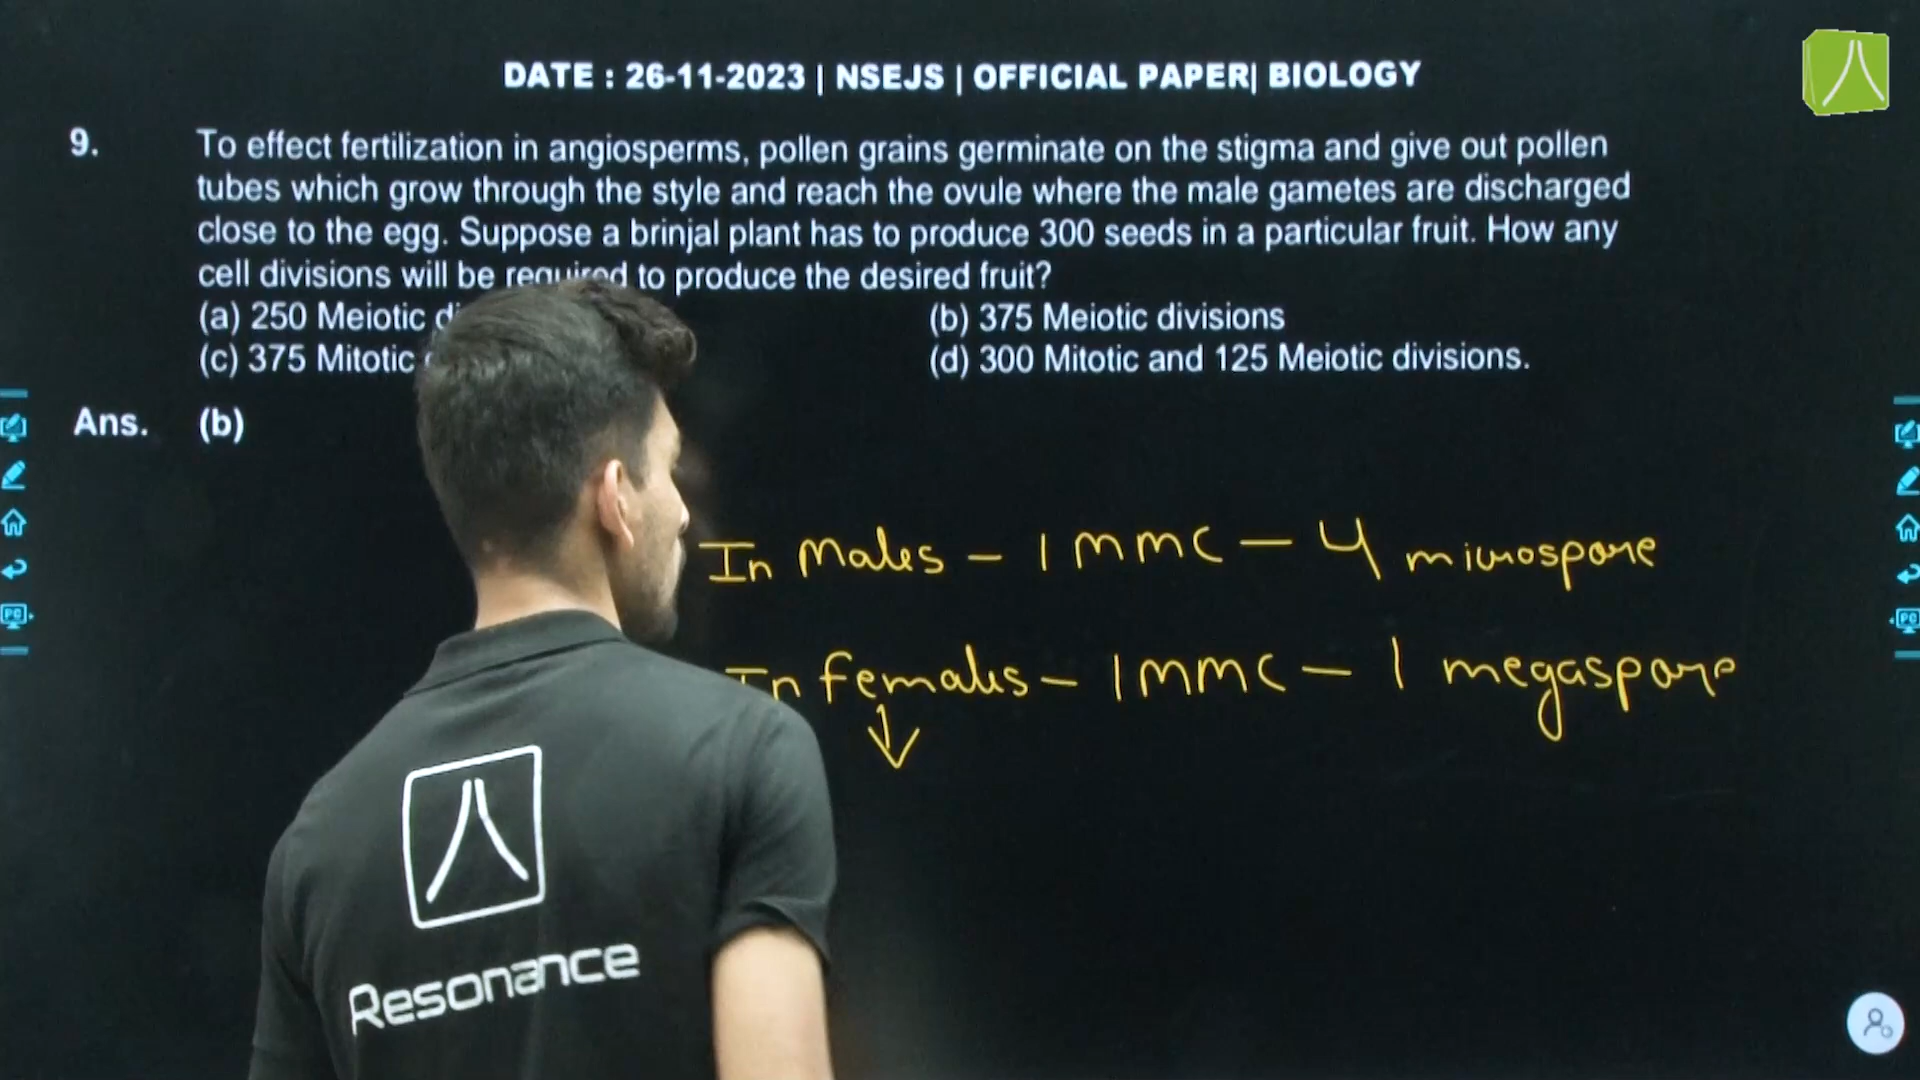 DATE : 26-11-2023 | NSEJS | OFFICIAL PAPER| BIOLOGY
9. To effect fertilization in angiosperms, pollen grains germinate on the stigma and give out pollen
tubes which grow through the style and reach the ovule where the male gametes are discharged
close to the egg. Suppose a brinjal plant has to produce 300 seeds in a particular fruit. How any
cell divisions will be required to produce the desired fruit?
(a) 250 Meiotic (b) 375 Meiotic divisions
(c) 375 Mitotic (d) 300 Mitotic and 125 Meiotic divisions.
Ans. (b)
In Males - 1 MMC - 4 microspore
In females - 1 MMC - 1 megaspore
Resonance
PC
PC